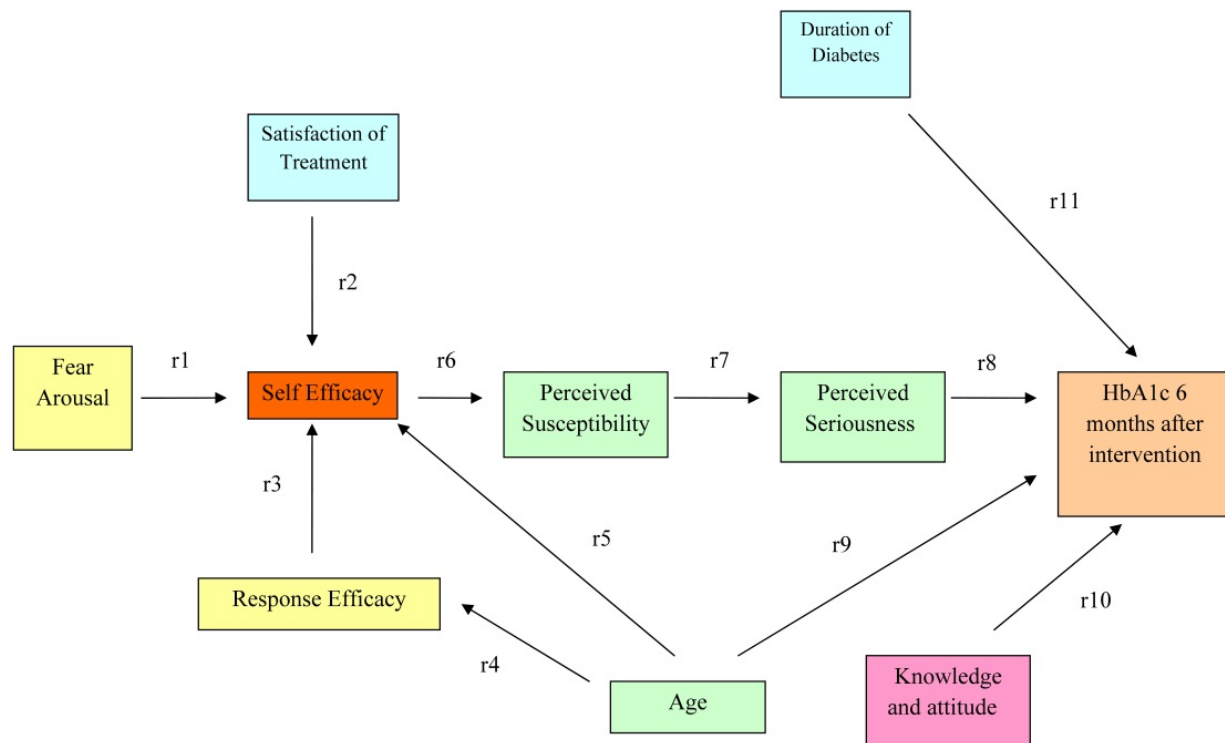 Duration of
Diabetes
Satisfaction of
Treatment
r11
r2
Fear
Arousal
r1
Self Efficacy
r6
Perceived
Susceptibility
r7
Perceived
Seriousness
r8
HbA1c 6
months after
intervention
r3
r5
r9
Response Efficacy
r4
r10
Age
Knowledge
and attitude